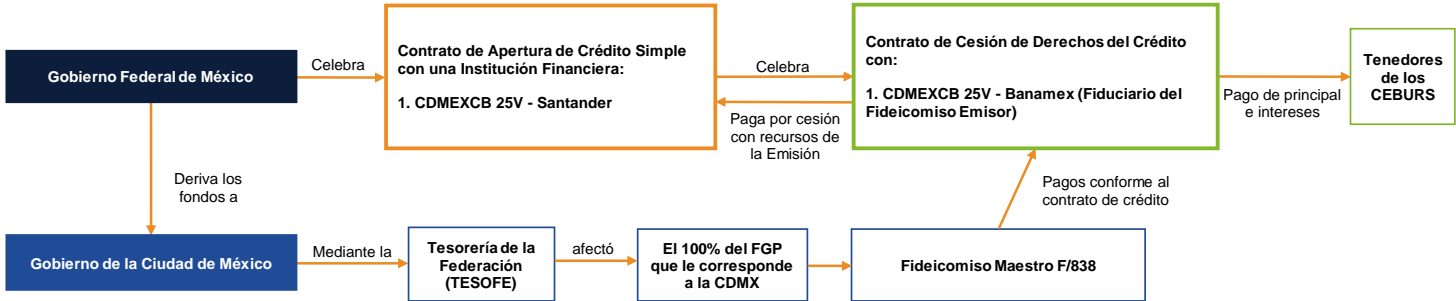 Gobierno Federal de México
Celebra
Contrato de Apertura de Crédito Simple
con una Institución Financiera:
1. CDMEXCB 25V - Santander
Celebra
Paga por cesión
con recursos de
la Emisión
Contrato de Cesión de Derechos del Crédito
con:
1. CDMEXCB 25V - Banamex (Fiduciario del
Fideicomiso Emisor)
Pago de principal
e intereses
Tenedores
de los
CEBURS
Deriva los
fondos a
Pagos conforme al
contrato de crédito
Gobierno de la Ciudad de México
Mediante la
Tesorería de la
Federación
(TESOFE)
afectó
El 100% del FGP
que le corresponde
a la CDMX
Fideicomiso Maestro F/838